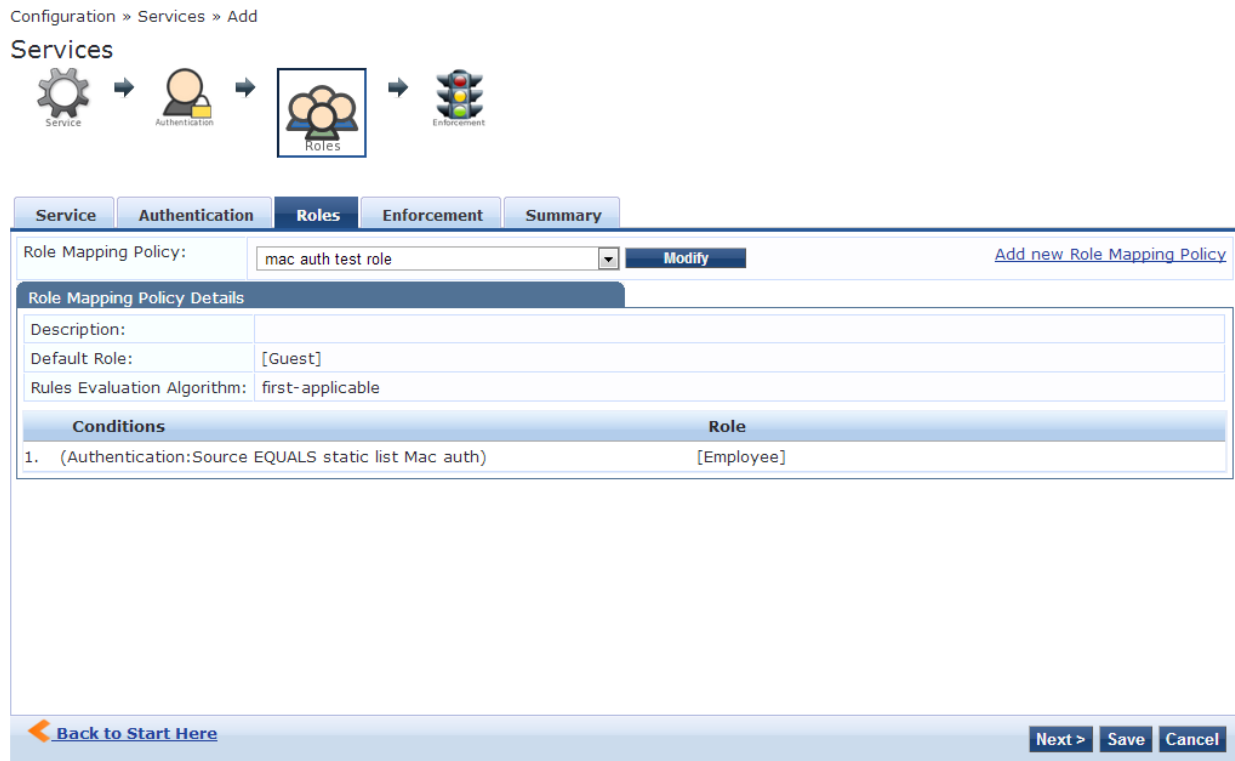 Configuration » Services » Add
Services
Service
Authentication
Roles
Enforcement
Service Authentication Roles Enforcement Summary
Role Mapping Policy: mac auth test role Modify Add new Role Mapping Policy
Role Mapping Policy Details
Description:
Default Role: [Guest]
Rules Evaluation Algorithm: first-applicable
Conditions Role
1. (Authentication:Source EQUALS static list Mac auth) [Employee]
Back to Start Here Next > Save Cancel